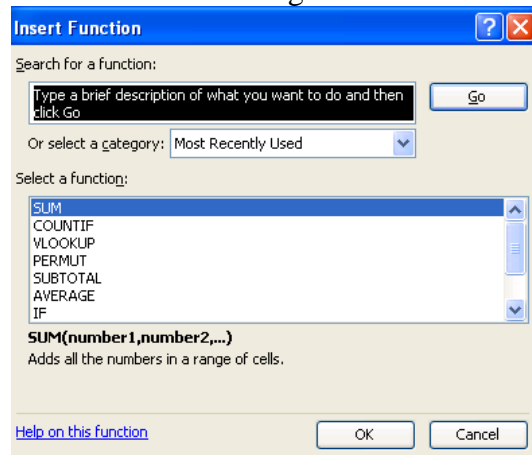 Insert Function
Search for a function:
Type a brief description of what you want to do and then
click Go
Go
Or select a category: Most Recently Used
Select a function:
SUM
COUNTIF
VLOOKUP
PERMUT
SUBTOTAL
AVERAGE
IF
SUM(number1,number2,...)
Adds all the numbers in a range of cells.
Help on this function
OK
Cancel